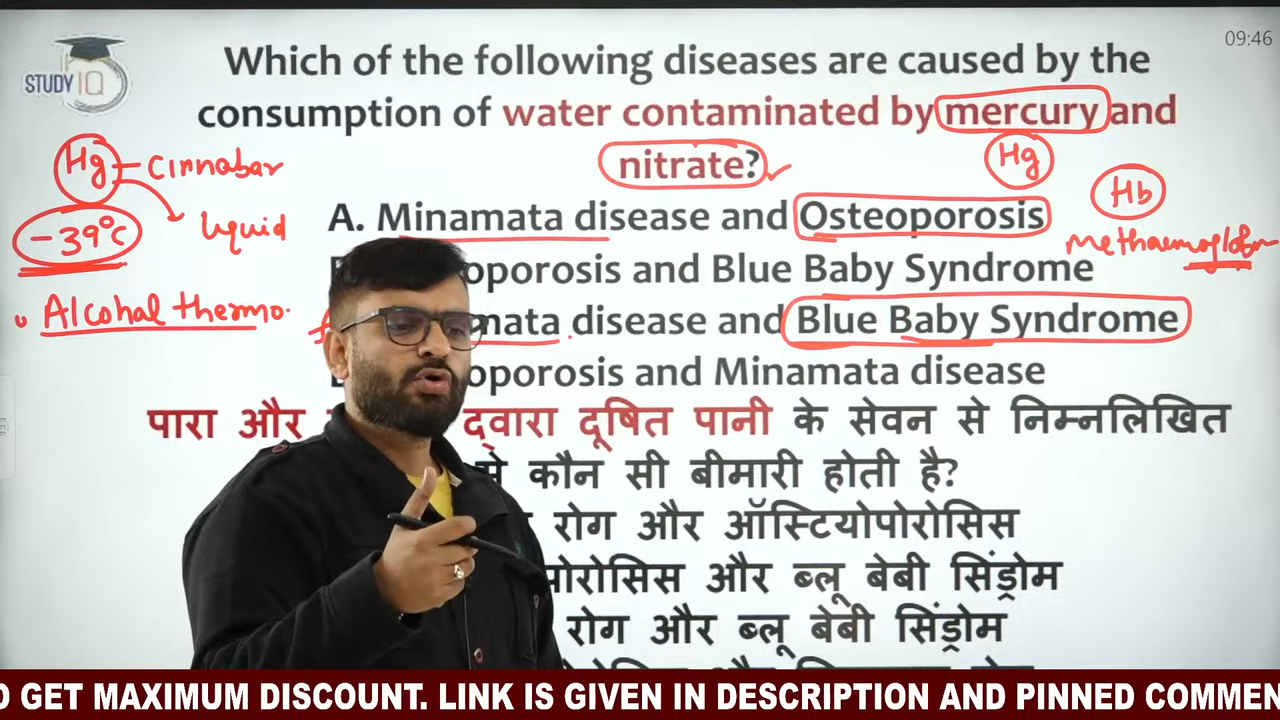 09:46
STUDY IQ
Which of the following diseases are caused by the
consumption of water contaminated by mercury and
nitrate?
Hg
Cinnabar
liquid
-39°c
Alcohal thermo.
Hg
Hb
A. Minamata disease and Osteoporosis
oporosis and Blue Baby Syndrome
disease and Blue Baby Syndrome
oporosis and Minamata disease
पारा और द्वारा दूषित पानी के सेवन से निम्नलिखित
से कौन सी बीमारी होती है?
रोग और ऑस्टियोपोरोसिस
पोरोसिस और ब्लू बेबी सिंड्रोम
रोग और ब्लू बेबी सिंड्रोम
GET MAXIMUM DISCOUNT. LINK IS GIVEN IN DESCRIPTION AND PINNED COMMEN